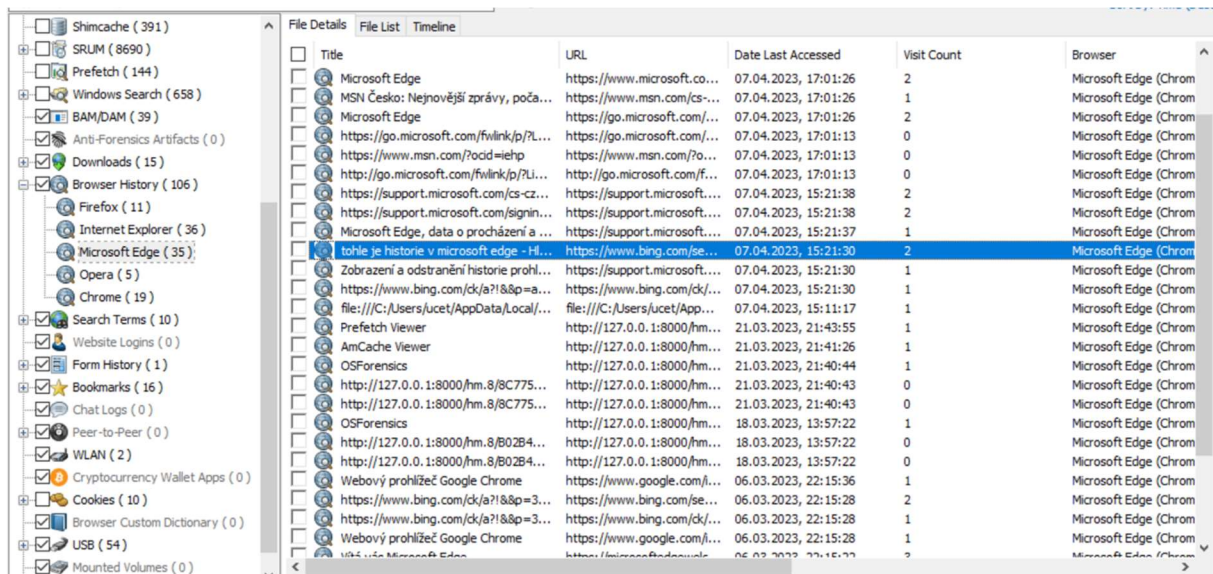 Shimcache ( 391 )
SRUM ( 8690 )
Prefetch ( 144 )
Windows Search ( 658 )
BAM/DAM ( 39 )
Anti-Forensics Artifacts ( 0 )
Downloads ( 15 )
Browser History ( 106 )
Firefox ( 11 )
Internet Explorer ( 36 )
Microsoft Edge ( 35 )
Opera ( 5 )
Chrome ( 19 )
Search Terms ( 10 )
Website Logins ( 0 )
Form History ( 1 )
Bookmarks ( 16 )
Chat Logs ( 0 )
Peer-to-Peer ( 0 )
WLAN ( 2 )
Cryptocurrency Wallet Apps ( 0 )
Cookies ( 10 )
Browser Custom Dictionary ( 0 )
USB ( 54 )
Mounted Volumes ( 0 )
File Details File List Timeline
Title URL Date Last Accessed Visit Count Browser
Microsoft Edge https://www.microsoft.co... 07.04.2023, 17:01:26 2 Microsoft Edge (Chrom
MSN Česko: Nejnovější zprávy, poča... https://www.msn.com/cs-... 07.04.2023, 17:01:26 1 Microsoft Edge (Chrom
Microsoft Edge https://go.microsoft.com/... 07.04.2023, 17:01:26 2 Microsoft Edge (Chrom
https://go.microsoft.com/fwlink/p/?L... https://go.microsoft.com/... 07.04.2023, 17:01:13 0 Microsoft Edge (Chrom
https://www.msn.com/?ocid=iehp https://www.msn.com/?o... 07.04.2023, 17:01:13 0 Microsoft Edge (Chrom
http://go.microsoft.com/fwlink/p/?Li... http://go.microsoft.com/f... 07.04.2023, 17:01:13 0 Microsoft Edge (Chrom
https://support.microsoft.com/cs-cz... https://support.microsoft.... 07.04.2023, 15:21:38 2 Microsoft Edge (Chrom
https://support.microsoft.com/signin... https://support.microsoft.... 07.04.2023, 15:21:38 2 Microsoft Edge (Chrom
Microsoft Edge, data o procházení a ... https://support.microsoft.... 07.04.2023, 15:21:37 1 Microsoft Edge (Chrom
tohle je historie v microsoft edge - Hl... https://www.bing.com/se... 07.04.2023, 15:21:30 2 Microsoft Edge (Chrom
Zobrazení a odstranění historie prohl... https://support.microsoft.... 07.04.2023, 15:21:30 1 Microsoft Edge (Chrom
https://www.bing.com/ck/a?!&&p=a... https://www.bing.com/ck/... 07.04.2023, 15:21:30 1 Microsoft Edge (Chrom
file:///C:/Users/ucet/AppData/Local/... file:///C:/Users/ucet/App... 07.04.2023, 15:11:17 1 Microsoft Edge (Chrom
Prefetch Viewer http://127.0.0.1:8000/hm... 21.03.2023, 21:43:55 1 Microsoft Edge (Chrom
AmCache Viewer http://127.0.0.1:8000/hm... 21.03.2023, 21:41:26 1 Microsoft Edge (Chrom
OSForensics http://127.0.0.1:8000/hm... 21.03.2023, 21:40:44 1 Microsoft Edge (Chrom
http://127.0.0.1:8000/hm.8/8C775... http://127.0.0.1:8000/hm... 21.03.2023, 21:40:43 0 Microsoft Edge (Chrom
http://127.0.0.1:8000/hm.8/8C775... http://127.0.0.1:8000/hm... 21.03.2023, 21:40:43 0 Microsoft Edge (Chrom
OSForensics http://127.0.0.1:8000/hm... 18.03.2023, 13:57:22 1 Microsoft Edge (Chrom
http://127.0.0.1:8000/hm.8/B02B4... http://127.0.0.1:8000/hm... 18.03.2023, 13:57:22 0 Microsoft Edge (Chrom
http://127.0.0.1:8000/hm.8/B02B4... http://127.0.0.1:8000/hm... 18.03.2023, 13:57:22 0 Microsoft Edge (Chrom
Webový prohlížeč Google Chrome https://www.google.com/i... 06.03.2023, 22:15:36 1 Microsoft Edge (Chrom
https://www.bing.com/ck/a?!&&p=3... https://www.bing.com/se... 06.03.2023, 22:15:28 2 Microsoft Edge (Chrom
https://www.bing.com/ck/a?!&&p=3... https://www.bing.com/ck/... 06.03.2023, 22:15:28 1 Microsoft Edge (Chrom
Webový prohlížeč Google Chrome https://www.google.com/i... 06.03.2023, 22:15:28 1 Microsoft Edge (Chrom